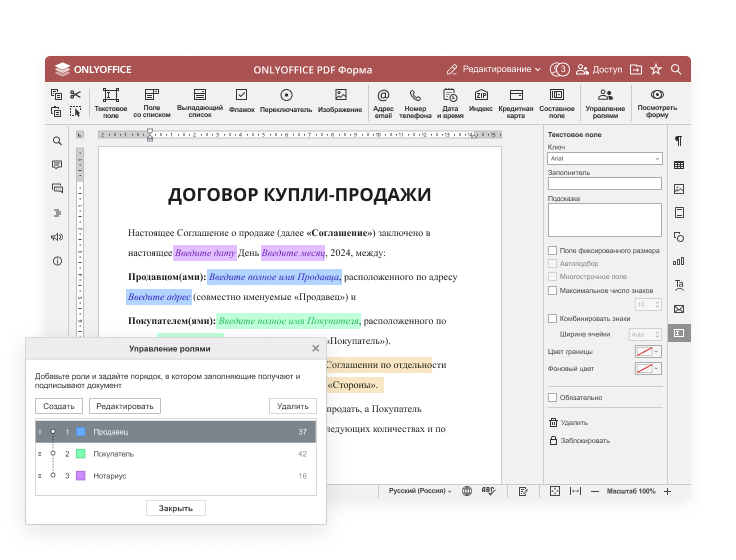 ONLYOFFICE
ONLYOFFICE PDF Форма
Редактирование
3
Доступ
Текстовое поле
Поле со списком
Выпадающий список
Флажок
Переключатель
Изображение
Адрес email
Номер телефона
Дата и время
ZIP
Индекс
Кредитная карта
Составное поле
Управление ролями
Посмотреть форму
ДОГОВОР КУПЛИ-ПРОДАЖИ
Настоящее Соглашение о продаже (далее «Соглашение») заключено в
настоящее Введите дату День Введите месяц, 2024, между:
Продавцом(ами): Введите полное имя Продавца, расположенного по адресу
Введите адрес (совместно именуемые «Продавец») и
Покупателем(ями): Введите полное имя Покупателя, расположенного по
«Покупатель»).
Соглашении по отдельности
«Стороны».
продать, а Покупатель
ледующих количествах и по
Текстовое поле
Ключ
Arial
Заполнитель
Подсказка
Поле фиксированного размера
Автоподбор
Многострочное поле
Максимальное число знаков
10
Комбинировать знаки
Ширина ячейки
Auto
Цвет границы
Фоновый цвет
Обязательно
Удалить
Заблокировать
Управление ролями
Добавьте роли и задайте порядок, в котором заполняющие получают и
подписывают документ
Создать
Редактировать
Удалить
1 Продавец 37
2 Покупатель 42
3 Нотариус 16
Закрыть
Русский (Россия)
ABC
Масштаб 100%